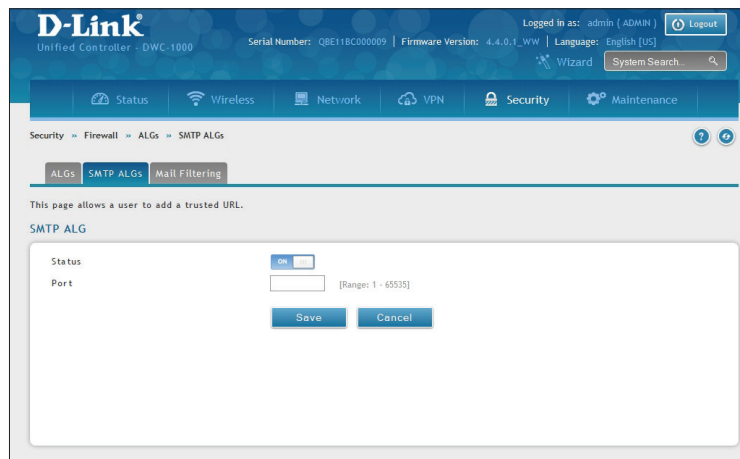 D-Link®
Unified Controller - DWC-1000
Logged in as: admin ( ADMIN ) Logout
Serial Number: QBE11BC000009 | Firmware Version: 4.4.0.1_WW | Language: English [US]
Wizard System Search...
Status Wireless Network VPN Security Maintenance
Security » Firewall » ALGs » SMTP ALGs
ALGs SMTP ALGs Mail Filtering
This page allows a user to add a trusted URL.
SMTP ALG
Status ON
Port [Range: 1 - 65535]
Save Cancel